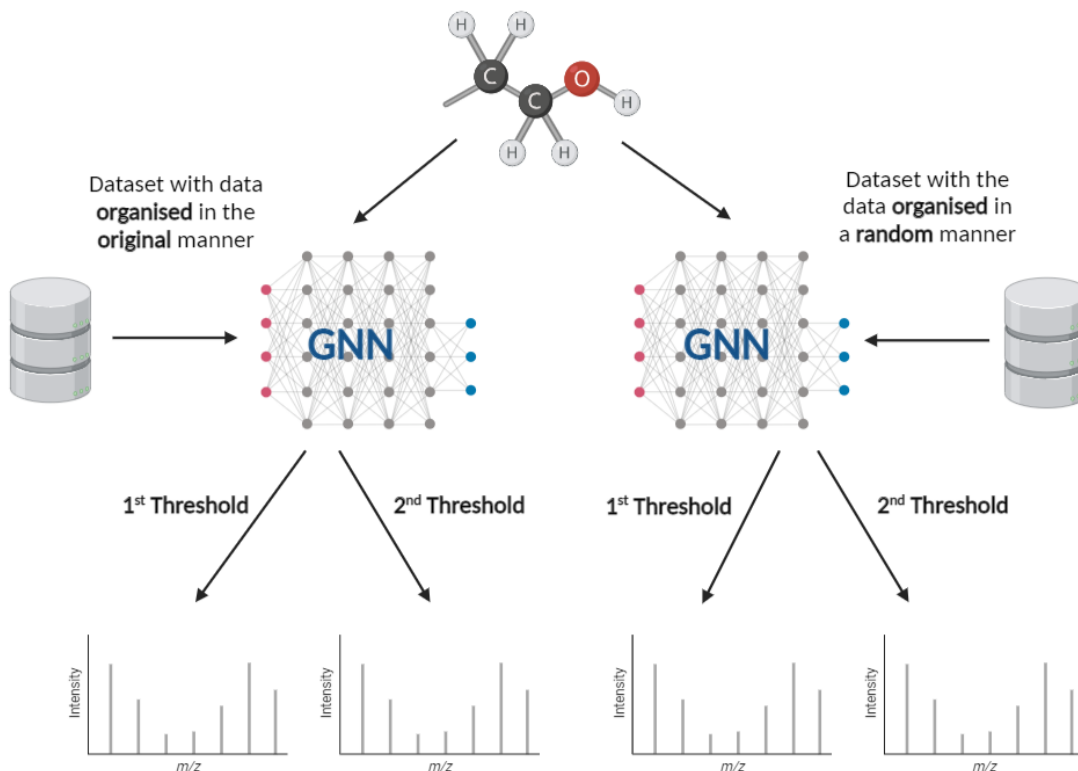 H H
C O
C H
H H
Dataset with data
organised in the
original manner
Dataset with the
data organised in
a random manner
GNN
GNN
1st Threshold
2nd Threshold
1st Threshold
2nd Threshold
Intensity
m/z
Intensity
m/z
Intensity
m/z
Intensity
m/z